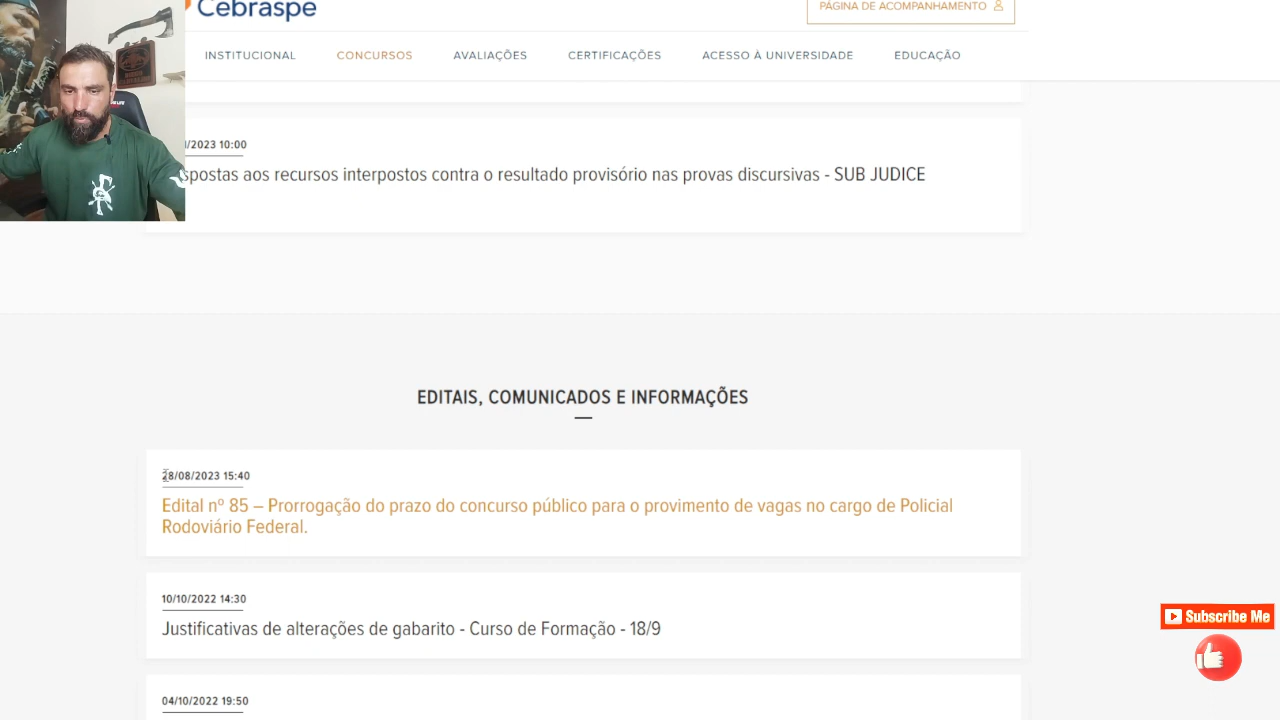 Cebraspe
PÁGINA DE ACOMPANHAMENTO
INSTITUCIONAL CONCURSOS AVALIAÇÕES CERTIFICAÇÕES ACESSO À UNIVERSIDADE EDUCAÇÃO
/2023 10:00
spostas aos recursos interpostos contra o resultado provisório nas provas discursivas - SUB JUDICE
EDITAIS, COMUNICADOS E INFORMAÇÕES
28/08/2023 15:40
Edital nº 85 – Prorrogação do prazo do concurso público para o provimento de vagas no cargo de Policial
Rodoviário Federal.
10/10/2022 14:30
Justificativas de alterações de gabarito - Curso de Formação - 18/9
Subscribe Me
04/10/2022 19:50